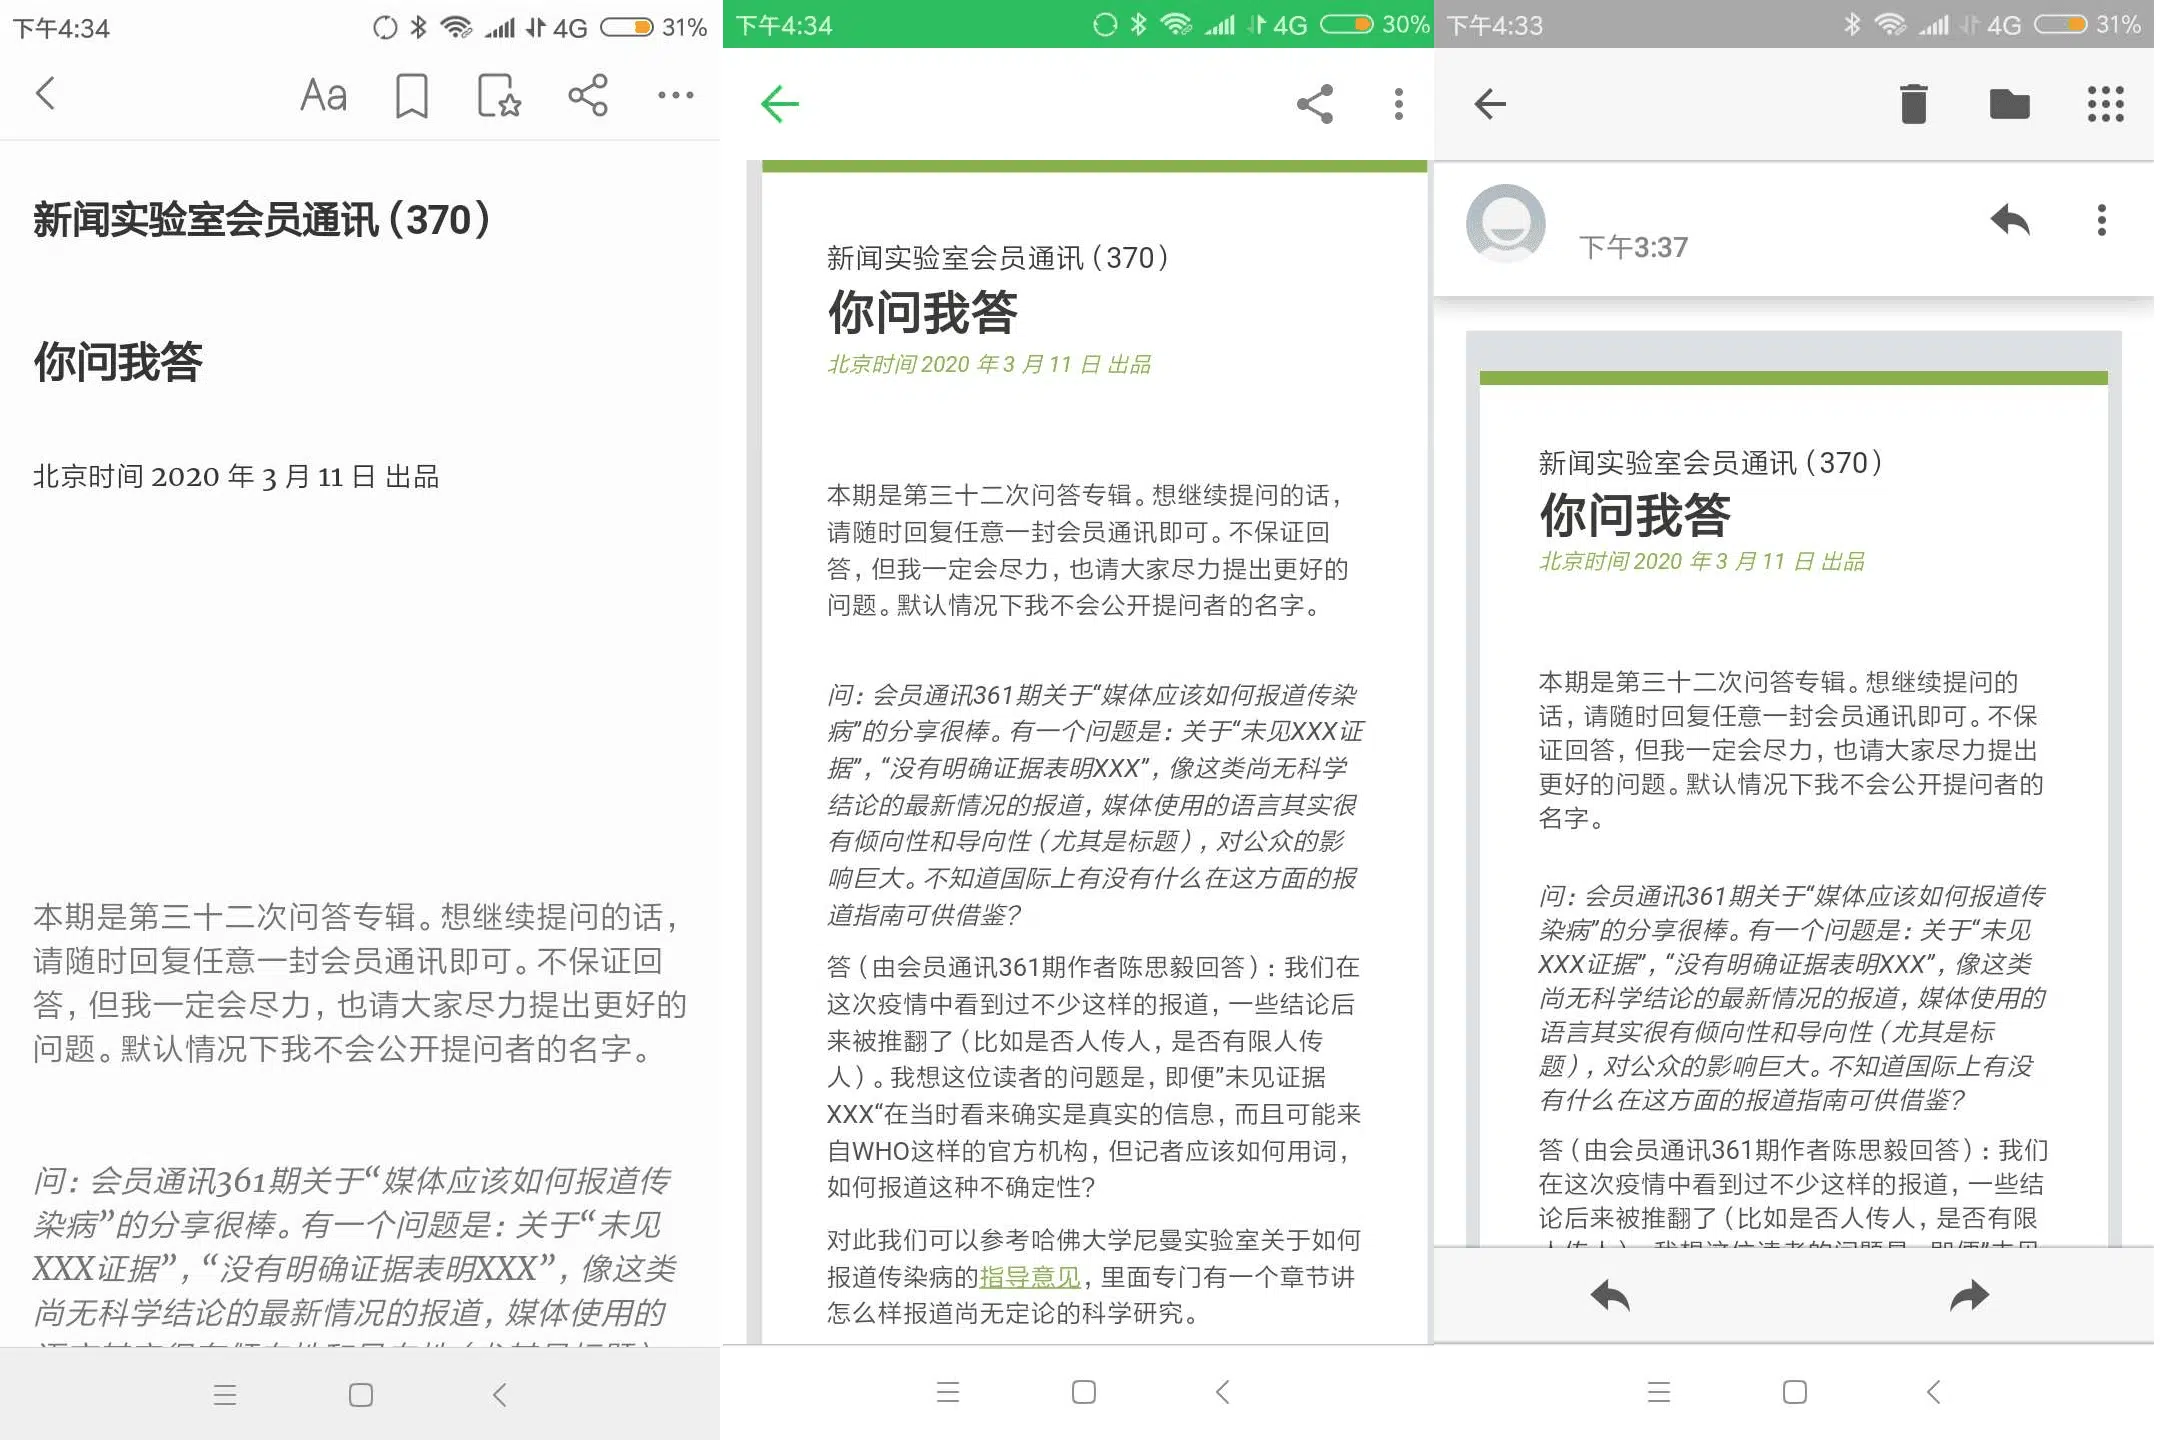 下午4:34
4G
31%
Aa
新闻实验室会员通讯（370）
你问我答
北京时间 2020 年 3 月 11 日 出品
本期是第三十二次问答专辑。想继续提问的话，
请随时回复任意一封会员通讯即可。不保证回
答，但我一定会尽力，也请大家尽力提出更好的
问题。默认情况下我不会公开提问者的名字。
问：会员通讯361期关于“媒体应该如何报道传
染病”的分享很棒。有一个问题是：关于“未见
XXX证据”，“没有明确证据表明XXX”，像这类
尚无科学结论的最新情况的报道，媒体使用的
下午4:34
4G
30%
新闻实验室会员通讯（370）
你问我答
北京时间 2020 年 3 月 11 日 出品
本期是第三十二次问答专辑。想继续提问的话，
请随时回复任意一封会员通讯即可。不保证回
答，但我一定会尽力，也请大家尽力提出更好的
问题。默认情况下我不会公开提问者的名字。
问：会员通讯361期关于“媒体应该如何报道传染
病”的分享很棒。有一个问题是：关于“未见XXX证
据”，“没有明确证据表明XXX”，像这类尚无科学
结论的最新情况的报道，媒体使用的语言其实很
有倾向性和导向性（尤其是标题），对公众的影
响巨大。不知道国际上有没有什么在这方面的报
道指南可供借鉴？
答（由会员通讯361期作者陈思毅回答）：我们在
这次疫情中看到过不少这样的报道，一些结论后
来被推翻了（比如是否人传人，是否有限人传
人）。我想这位读者的问题是，即便”未见证据
XXX“在当时看来确实是真实的信息，而且可能来
自WHO这样的官方机构，但记者应该如何用词，
如何报道这种不确定性？
对此我们可以参考哈佛大学尼曼实验室关于如何
报道传染病的指导意见，里面专门有一个章节讲
怎么样报道尚无定论的科学研究。
下午4:33
4G
31%
下午3:37
新闻实验室会员通讯（370）
你问我答
北京时间 2020 年 3 月 11 日 出品
本期是第三十二次问答专辑。想继续提问的
话，请随时回复任意一封会员通讯即可。不保
证回答，但我一定会尽力，也请大家尽力提出
更好的问题。默认情况下我不会公开提问者的
名字。
问：会员通讯361期关于“媒体应该如何报道传
染病”的分享很棒。有一个问题是：关于“未见
XXX证据”，“没有明确证据表明XXX”，像这类
尚无科学结论的最新情况的报道，媒体使用的
语言其实很有倾向性和导向性（尤其是标
题），对公众的影响巨大。不知道国际上有没
有什么在这方面的报道指南可供借鉴？
答（由会员通讯361期作者陈思毅回答）：我们
在这次疫情中看到过不少这样的报道，一些结
论后来被推翻了（比如是否人传人，是否有限